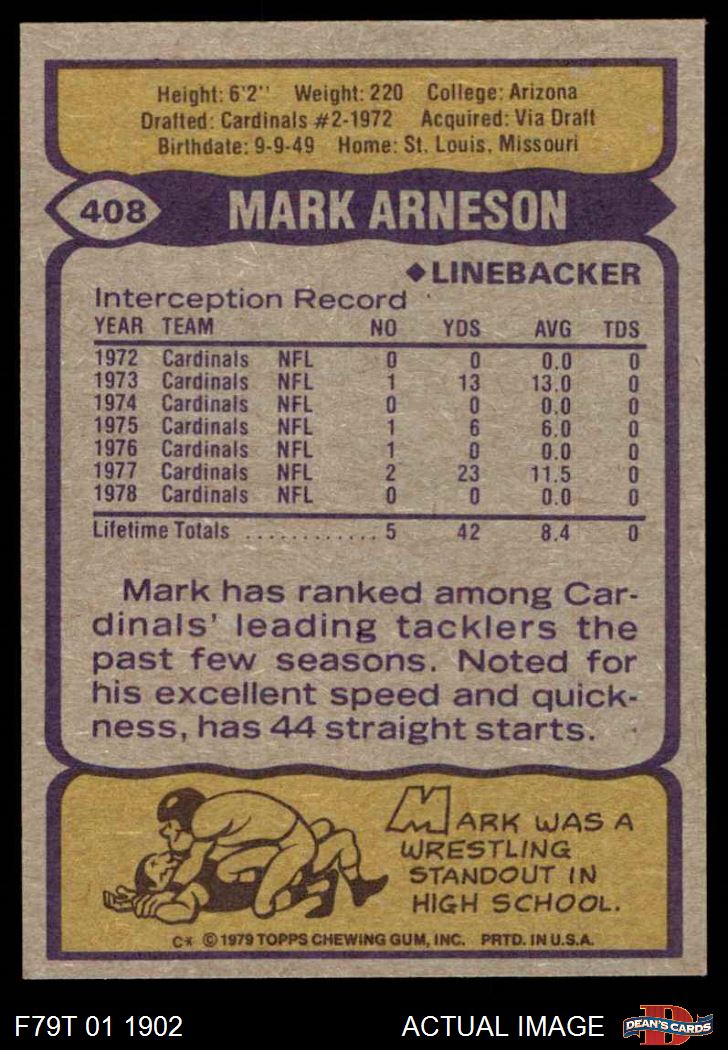 Height: 6'2'' Weight: 220 College: Arizona
Drafted: Cardinals #2-1972 Acquired: Via Draft
Birthdate: 9-9-49 Home: St. Louis, Missouri
408 MARK ARNESON
◆LINEBACKER
Interception Record
YEAR TEAM NO YDS AVG TDS
1972 Cardinals NFL 0 0 0.0 0
1973 Cardinals NFL 1 13 13.0 0
1974 Cardinals NFL 0 0 0.0 0
1975 Cardinals NFL 1 6 6.0 0
1976 Cardinals NFL 1 0 0.0 0
1977 Cardinals NFL 2 23 11.5 0
1978 Cardinals NFL 0 0 0.0 0
Lifetime Totals ............ 5 42 8.4 0
Mark has ranked among Car-
dinals' leading tacklers the
past few seasons. Noted for
his excellent speed and quick-
ness, has 44 straight starts.
MARK WAS A
WRESTLING
STANDOUT IN
HIGH SCHOOL.
C* © 1979 TOPPS CHEWING GUM, INC. PRTD. IN U.S.A.
F79T 01 1902 ACTUAL IMAGE D DEAN'S CARDS